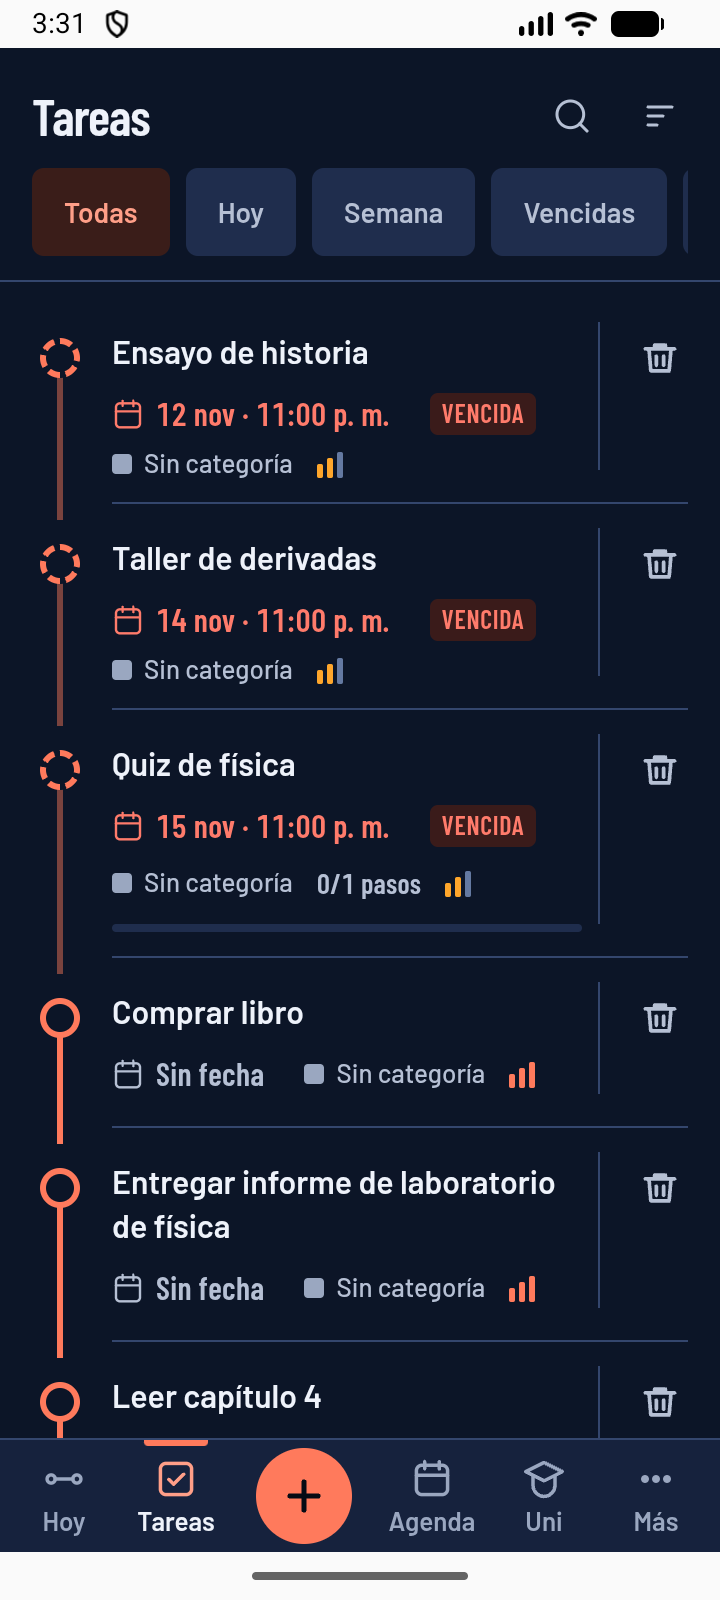 3:31
Tareas
Todas
Hoy
Semana
Vencidas
Ensayo de historia
12 nov · 11:00 p. m.
VENCIDA
Sin categoría
Taller de derivadas
14 nov · 11:00 p. m.
VENCIDA
Sin categoría
Quiz de física
15 nov · 11:00 p. m.
VENCIDA
Sin categoría 0/1 pasos
Comprar libro
Sin fecha Sin categoría
Entregar informe de laboratorio
de física
Sin fecha Sin categoría
Leer capítulo 4
Hoy
Tareas
Agenda
Uni
Más